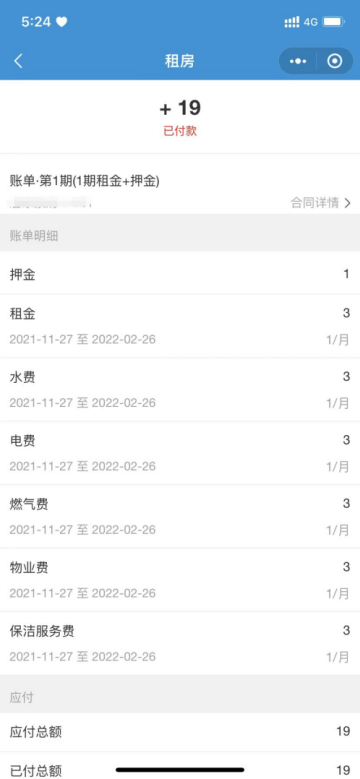 5:24
4G
租房
+ 19
已付款
账单·第1期(1期租金+押金)
合同详情
账单明细
押金 1
租金 3
2021-11-27 至 2022-02-26 1/月
水费 3
2021-11-27 至 2022-02-26 1/月
电费 3
2021-11-27 至 2022-02-26 1/月
燃气费 3
2021-11-27 至 2022-02-26 1/月
物业费 3
2021-11-27 至 2022-02-26 1/月
保洁服务费 3
2021-11-27 至 2022-02-26 1/月
应付
应付总额 19
已付总额 19